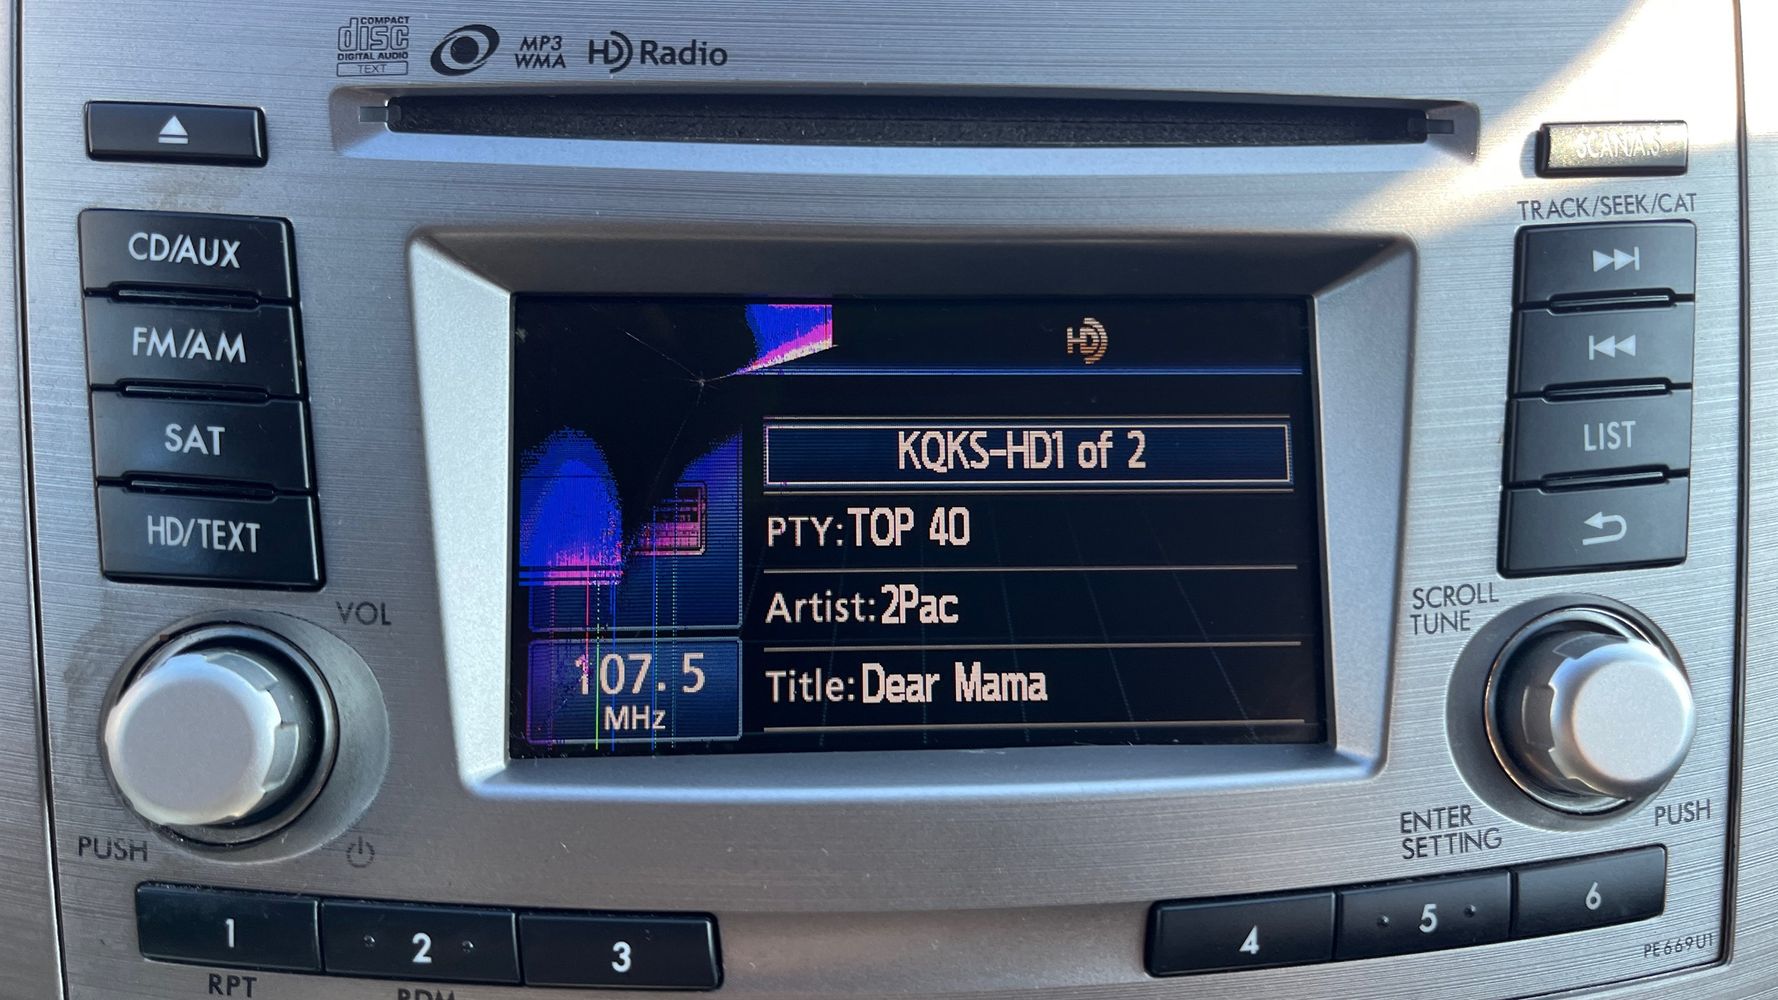 COMPACT
disc
DIGITAL AUDIO
TEXT
MP3
WMA
HD Radio
SCAN/A.S
TRACK/SEEK/CAT
CD/AUX
FM/AM
SAT
HD/TEXT
LIST
HD
KQKS-HD1 of 2
PTY:TOP 40
Artist:2Pac
Title:Dear Mama
107.5
MHz
VOL
PUSH
SCROLL
TUNE
ENTER
SETTING
PUSH
1
2
3
4
5
6
RPT
RDM
PE669U1